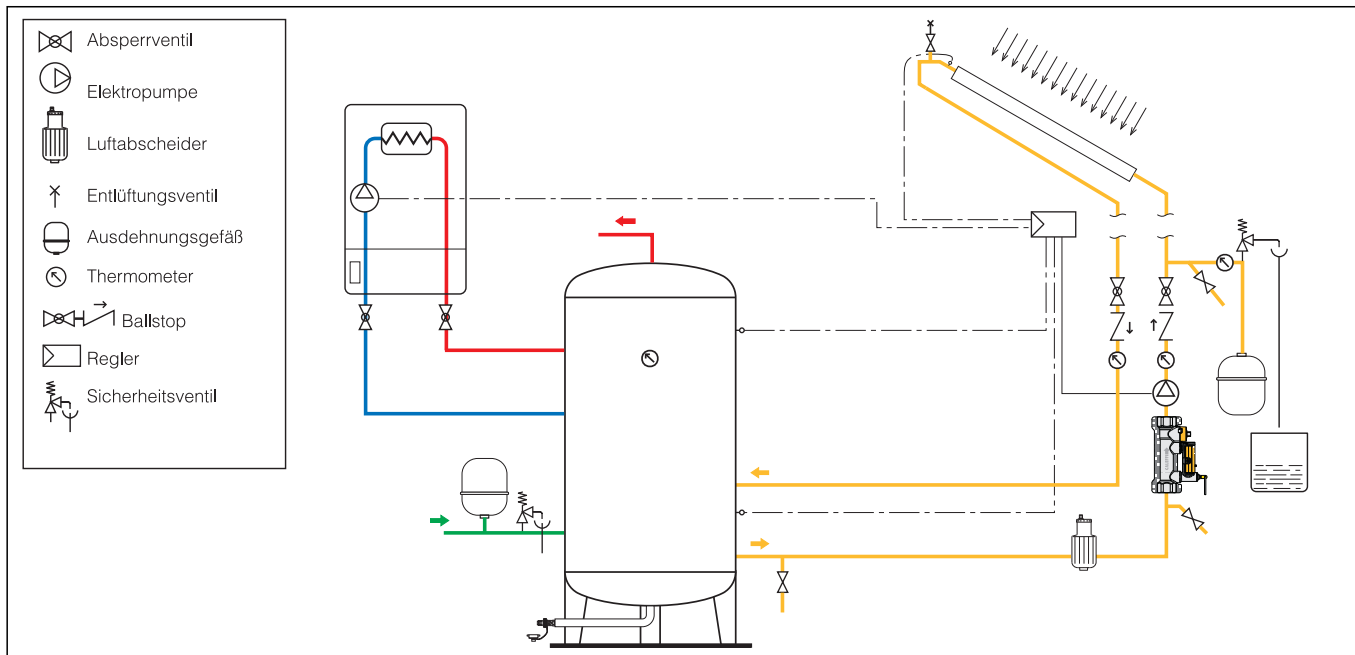 Absperrventil
Elektropumpe
Luftabscheider
Entlüftungsventil
Ausdehnungsgefäß
Thermometer
Ballstop
Regler
Sicherheitsventil